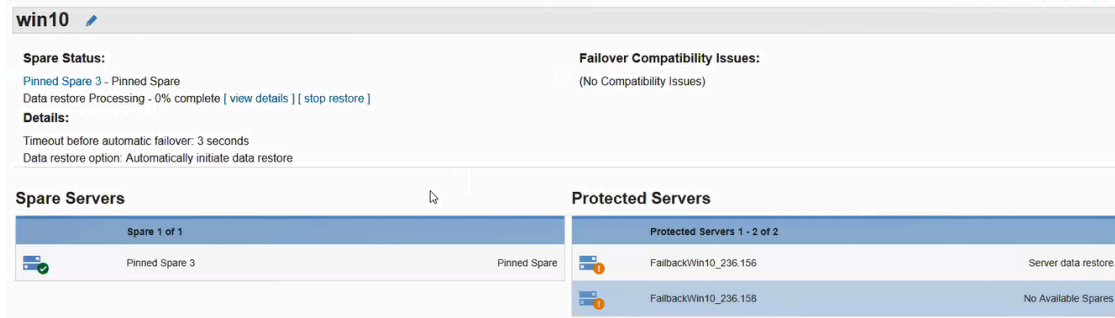 win10
Spare Status:
Pinned Spare 3 - Pinned Spare
Data restore Processing - 0% complete [ view details ] [ stop restore ]
Details:
Timeout before automatic failover: 3 seconds
Data restore option: Automatically initiate data restore
Failover Compatibility Issues:
(No Compatibility Issues)
Spare Servers
Spare 1 of 1
Pinned Spare 3 Pinned Spare
Protected Servers
Protected Servers 1 - 2 of 2
FailbackWin10_236.156 Server data restore
FailbackWin10_236.158 No Available Spares